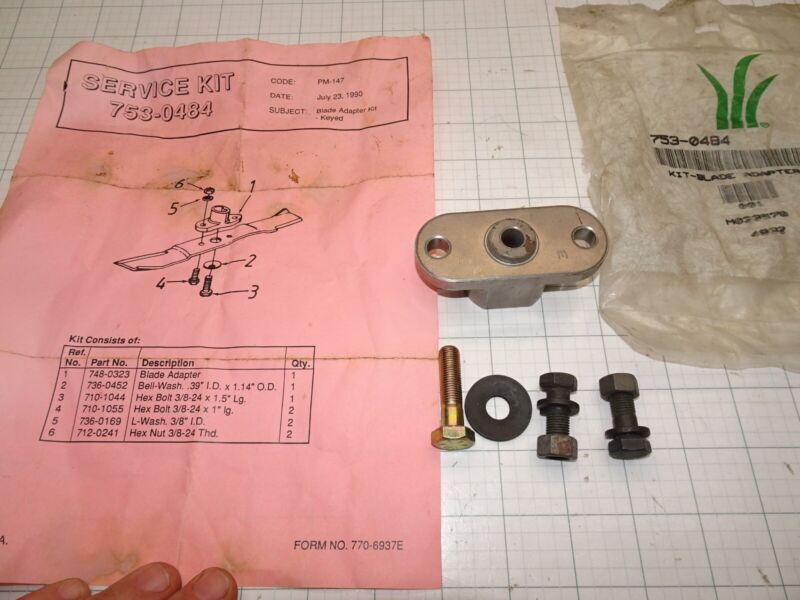 SERVICE KIT
753-0484
CODE: PM-147
DATE: July 23, 1990
SUBJECT: Blade Adapter Kit
- Keyed
6
1
5
2
4
3
Kit Consists of:
Ref. No. Part No. Description Qty.
1 748-0323 Blade Adapter 1
2 736-0452 Bell-Wash. .39" I.D. x 1.14" O.D. 1
3 710-1044 Hex Bolt 3/8-24 x 1.5" Lg. 1
4 710-1055 Hex Bolt 3/8-24 x 1" lg. 2
5 736-0169 L-Wash. 3/8" I.D. 2
6 712-0241 Hex Nut 3/8-24 Thd. 2
A.
FORM NO. 770-6937E
753-0484
KIT-BLADE ADAPTER
001